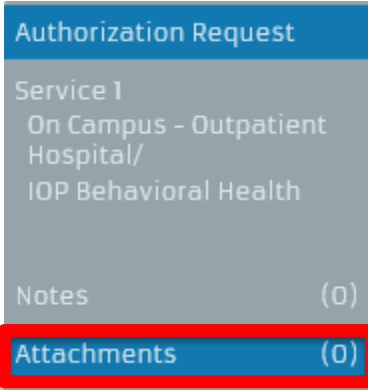 Authorization Request
Service 1
On Campus - Outpatient
Hospital/
IOP Behavioral Health
Notes (0)
Attachments (0)